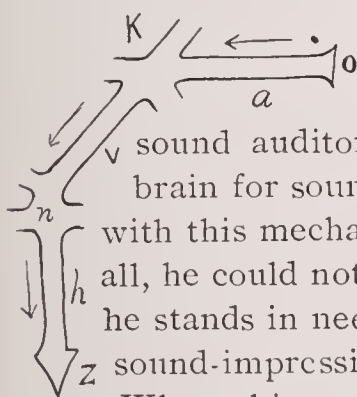 K
o
a
v sound auditor
brain for soun
n with this mecha
h all, he could not
he stands in nee
z sound-impressi